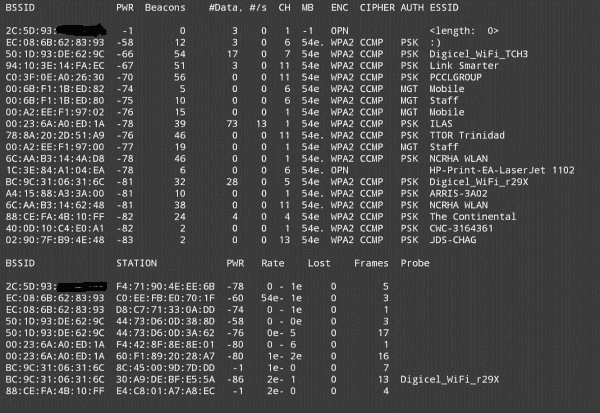 BSSID PWR Beacons #Data, #/s CH MB ENC CIPHER AUTH ESSID
2C:5D:93: -1 0 3 0 1 -1 OPN <length: 0>
EC:08:6B:62:83:93 -58 12 3 0 6 54e. WPA2 CCMP PSK :)
50:1D:93:DE:62:9C -66 54 17 0 7 54e WPA2 CCMP PSK Digicel_WiFi_TCH3
94:10:3E:14:FA:EC -67 51 3 0 11 54e WPA2 CCMP PSK Link Smarter
C0:3F:0E:A0:26:30 -70 56 0 0 11 54e WPA2 CCMP PSK PCCLGROUP
00:6B:F1:1B:ED:82 -74 5 0 0 6 54e. WPA2 CCMP MGT Mobile
00:6B:F1:1B:ED:80 -75 10 0 0 6 54e. WPA2 CCMP MGT Staff
00:A2:EE:F1:97:02 -76 15 0 0 1 54e. WPA2 CCMP MGT Mobile
00:23:6A:A0:ED:1A -78 39 73 13 1 54e WPA2 CCMP PSK ILAS
78:8A:20:2D:51:A9 -76 46 0 0 11 54e. WPA2 CCMP PSK TTOR Trinidad
00:A2:EE:F1:97:00 -77 19 0 0 1 54e. WPA2 CCMP MGT Staff
6C:AA:B3:14:4A:D8 -78 46 0 0 1 54e. WPA2 CCMP PSK NCRHA WLAN
1C:3E:84:A1:04:EA -78 6 0 0 6 54e. OPN HP-Print-EA-LaserJet 1102
BC:9C:31:06:31:6C -81 32 28 0 5 54e WPA2 CCMP PSK Digicel_WiFi_r29X
A4:15:88:A3:3A:00 -81 10 0 0 1 54e WPA2 CCMP PSK ARRIS-3A02
6C:AA:B3:14:62:48 -81 38 0 0 11 54e. WPA2 CCMP PSK NCRHA WLAN
88:CE:FA:4B:10:FF -82 24 4 0 4 54e WPA2 CCMP PSK The Continental
40:0D:10:C4:E0:A1 -82 2 0 0 1 54e WPA2 CCMP PSK CWC-3164361
02:90:7F:B9:4E:48 -83 2 0 0 13 54e WPA2 CCMP PSK JDS-CHAG
BSSID STATION PWR Rate Lost Frames Probe
2C:5D:93: F4:71:90:4E:EE:6B -78 0 - 1e 0 5
EC:08:6B:62:83:93 C0:EE:FB:E0:70:1F -60 54e- 1e 0 3
EC:08:6B:62:83:93 D8:C7:71:33:0A:DD -74 0 - 1e 0 1
50:1D:93:DE:62:9C 44:73:D6:0D:38:8D -58 0 - 0e 0 3
50:1D:93:DE:62:9C 44:73:D6:0D:3A:62 -76 0e- 5 0 17
00:23:6A:A0:ED:1A F4:42:8F:8E:8E:01 -80 0 - 6 0 1
00:23:6A:A0:ED:1A 60:F1:89:20:28:A7 -80 1e- 2e 0 16
BC:9C:31:06:31:6C 8C:45:00:9D:7D:DD -1 1e- 0 0 7
BC:9C:31:06:31:6C 30:A9:DE:BF:E5:5A -86 2e- 1 0 13 Digicel_WiFi_r29X
88:CE:FA:4B:10:FF E4:C8:01:A7:A8:EC -1 2e- 0 0 4